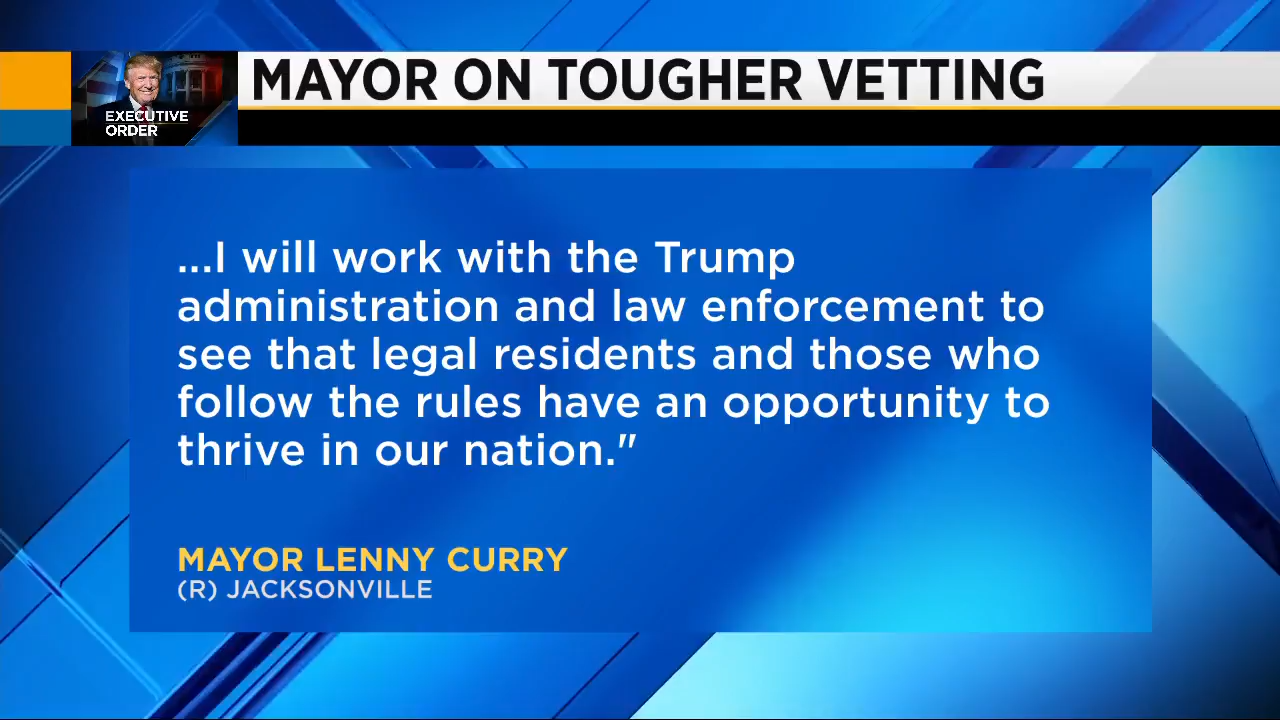 MAYOR ON TOUGHER VETTING
EXECUTIVE
ORDER
...I will work with the Trump
administration and law enforcement to
see that legal residents and those who
follow the rules have an opportunity to
thrive in our nation."
MAYOR LENNY CURRY
(R) JACKSONVILLE